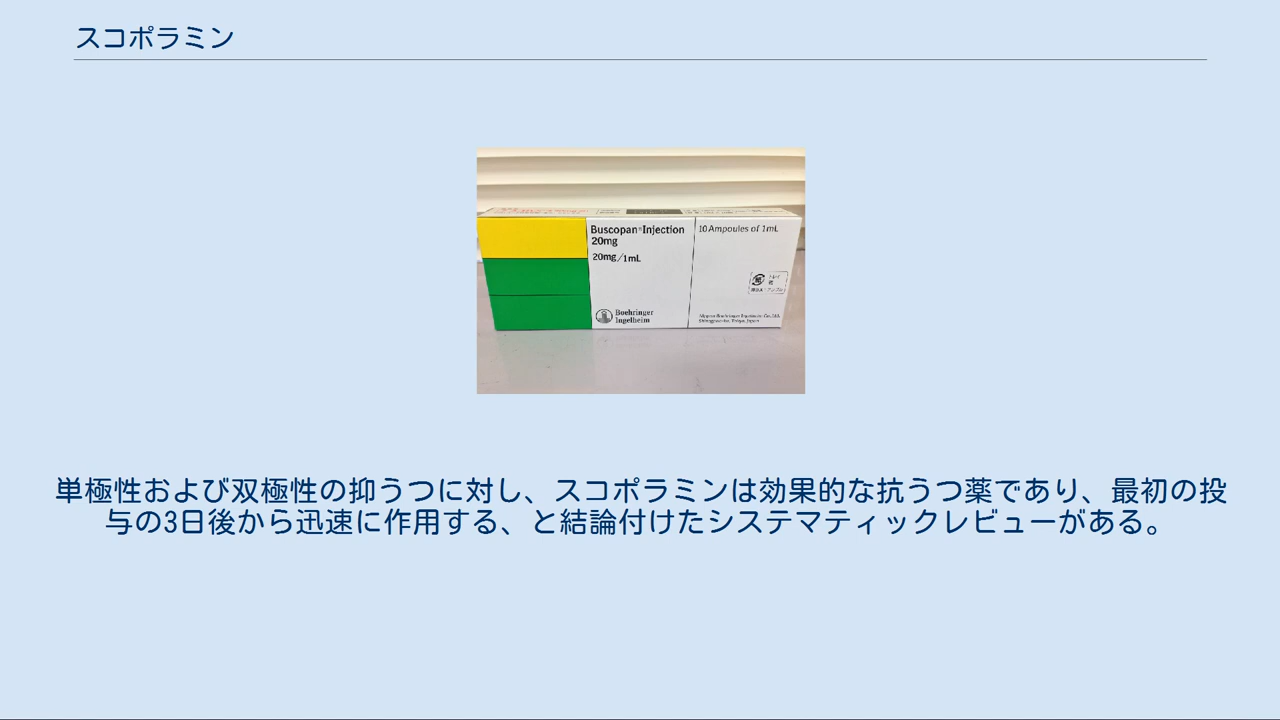 スコポラミン
Buscopan®Injection
20mg
20mg/1mL
10 Ampoules of 1mL
Boehringer
Ingelheim
単極性および双極性の抑うつに対し、スコポラミンは効果的な抗うつ薬であり、最初の投
与の3日後から迅速に作用する、と結論付けたシステマティックレビューがある。